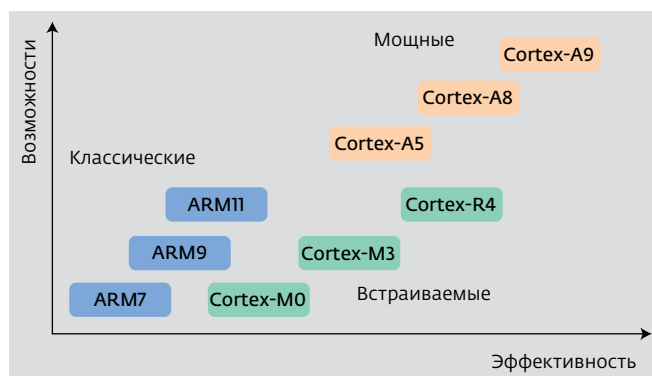 Мощные
Cortex-A9
Cortex-A8
Cortex-A5
Возможности
Классические
ARM11
Cortex-R4
ARM9
Cortex-M3
ARM7
Cortex-M0
Встраиваемые
Эффективность